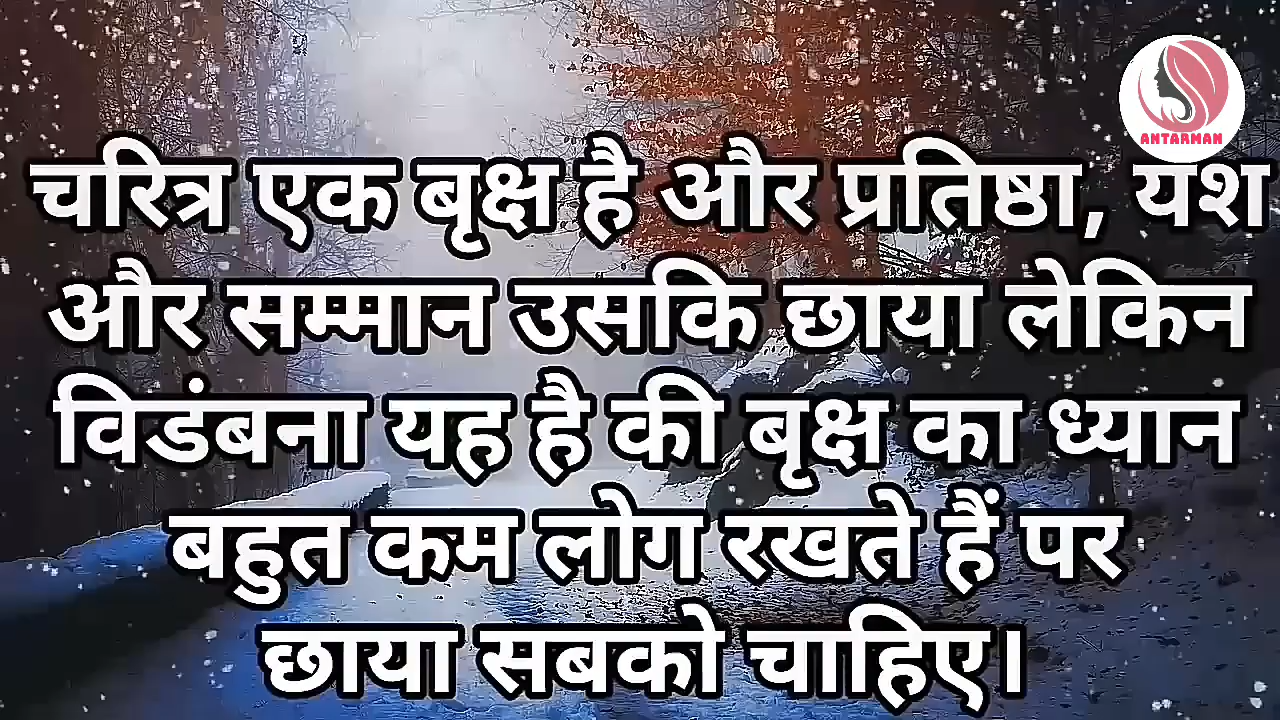 ANTARMAN
चरित्र एक बृक्ष है और प्रतिष्ठा, यश
और सम्मान उसकि छाया लेकिन
विडंबना यह है की बृक्ष का ध्यान
बहुत कम लोग रखते हैं पर
छाया सबको चाहिए।